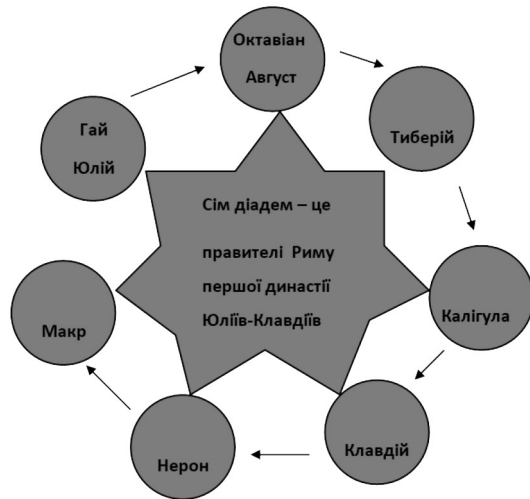 Октавіан
Август
Гай
Юлій
Тиберій
Сім діадем – це
правителі Риму
першої династії
Юліїв-Клавдіїв
Макр
Калігула
Нерон
Клавдій